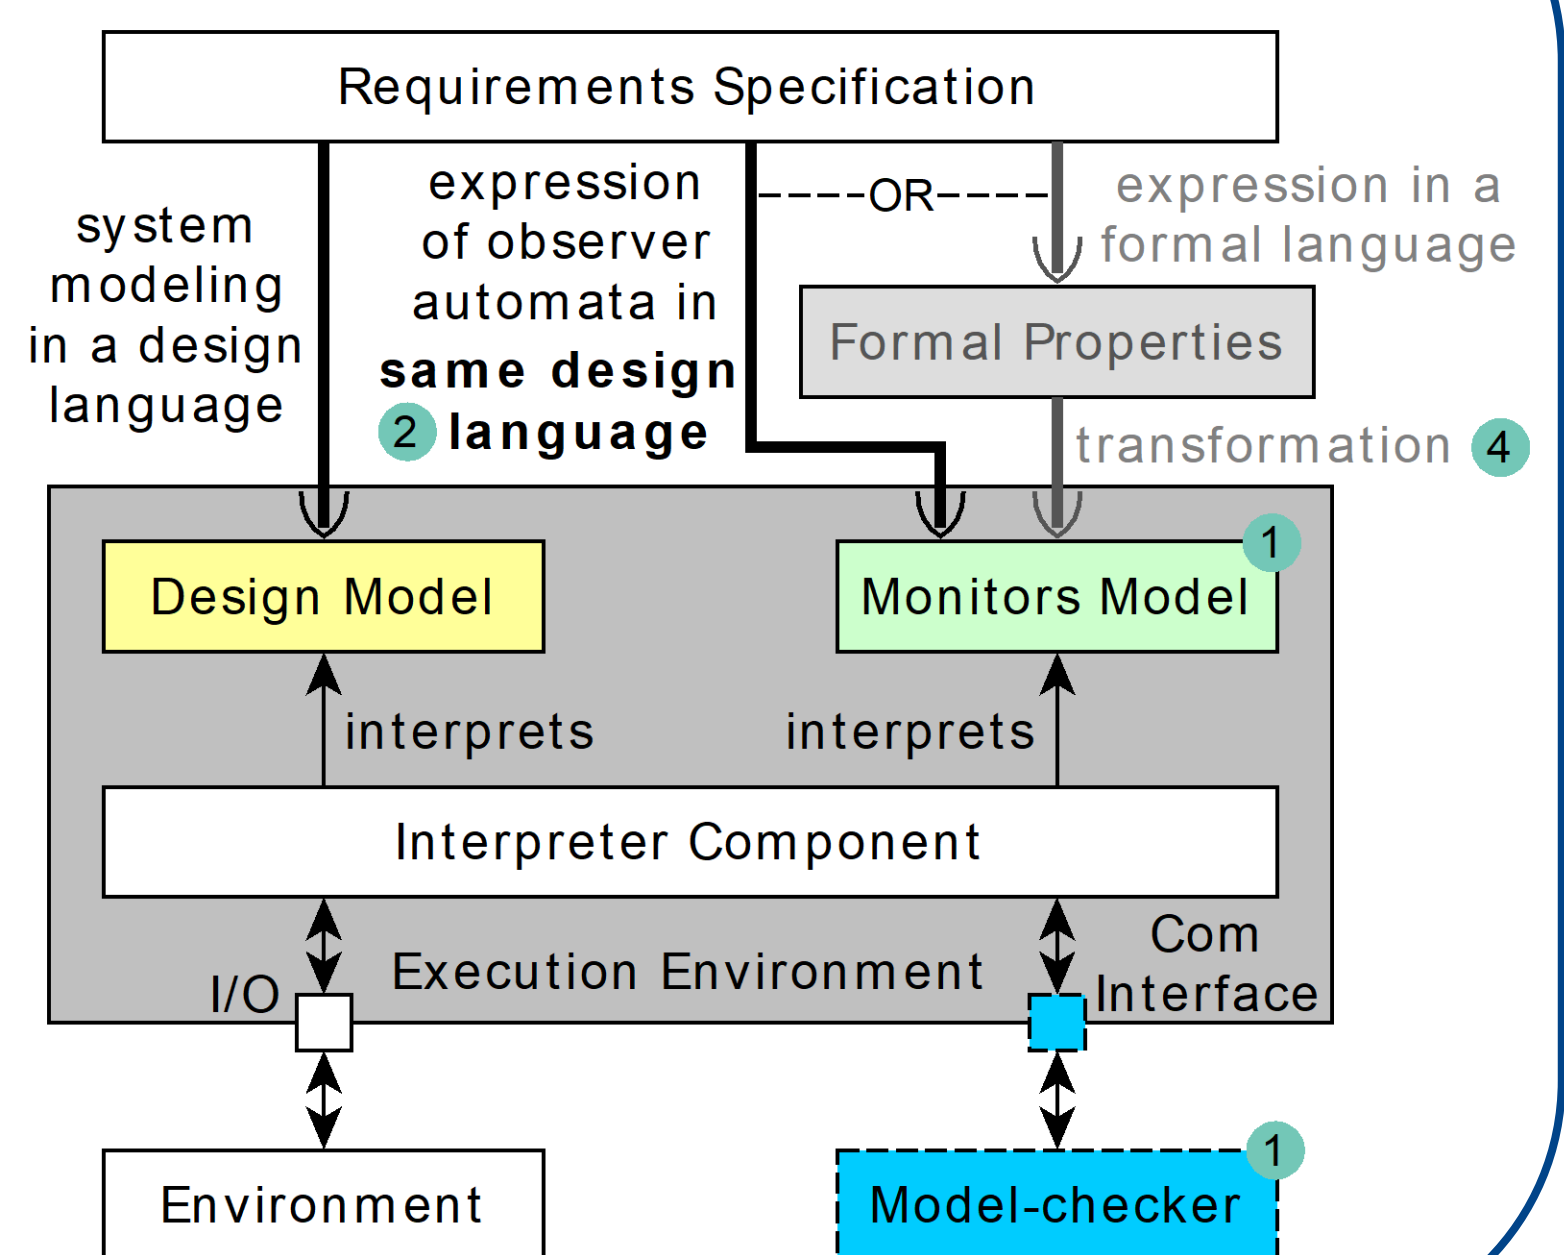 Requirements Specification
system
modeling
in a design
language
expression
of observer
automata in
same design
2 language
OR
expression in a
formal language
Formal Properties
transformation 4
Design Model
Monitors Model
1
interprets
interprets
Interpreter Component
I/O
Execution Environment
Com
Interface
Environment
Model-checker
1